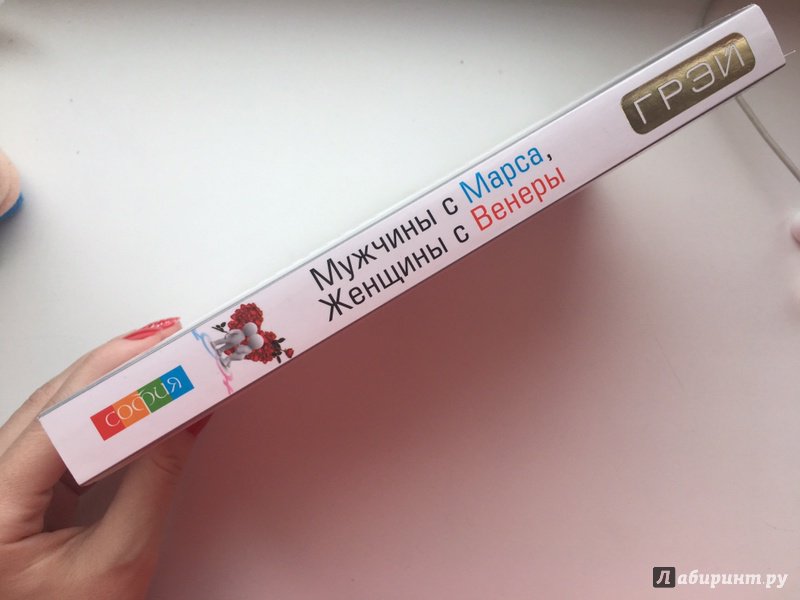 ГРЭЙ
Мужчины с Марса,
Женщины с Венеры
софия
Лабиринт.ру